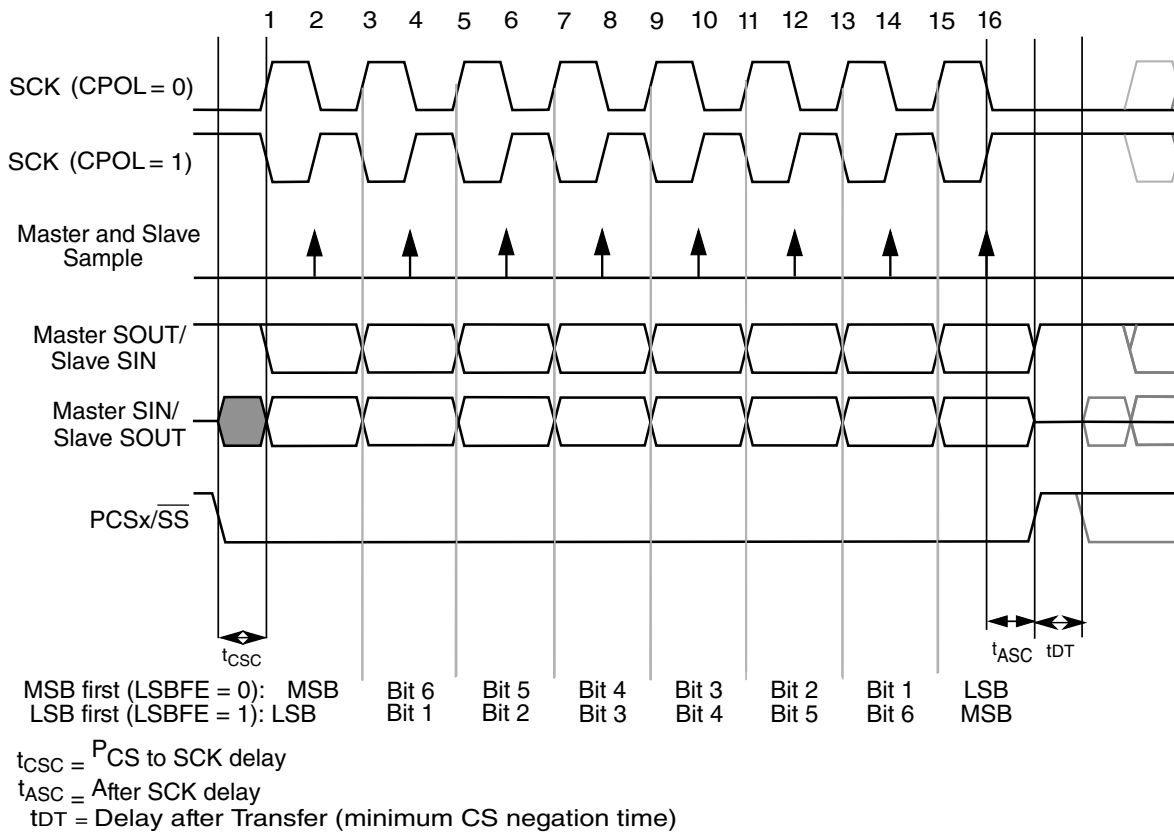 1 2 3 4 5 6 7 8 9 10 11 12 13 14 15 16
SCK (CPOL = 0)
SCK (CPOL = 1)
Master and Slave
Sample
Master SOUT/
Slave SIN
Master SIN/
Slave SOUT
PCSx/SS
tCSC
tASC
tDT
MSB first (LSBFE = 0): MSB Bit 6 Bit 5 Bit 4 Bit 3 Bit 2 Bit 1 LSB
LSB first (LSBFE = 1): LSB Bit 1 Bit 2 Bit 3 Bit 4 Bit 5 Bit 6 MSB
tCSC = PCS to SCK delay
tASC = After SCK delay
tDT = Delay after Transfer (minimum CS negation time)